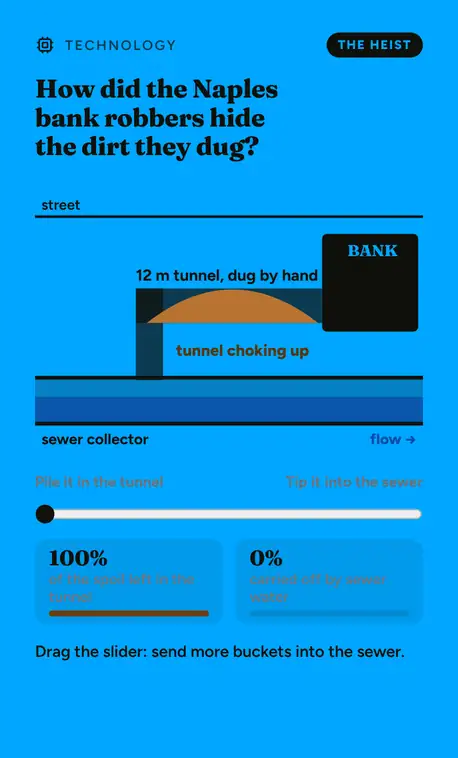 TECHNOLOGY
THE HEIST
How did the Naples
bank robbers hide
the dirt they dug?
street
BANK
12 m tunnel, dug by hand
tunnel choking up
sewer collector
flow →
Pile it in the tunnel
Tip it into the sewer
100%
of the spoil left in the
tunnel
0%
carried off by sewer
water
Drag the slider: send more buckets into the sewer.